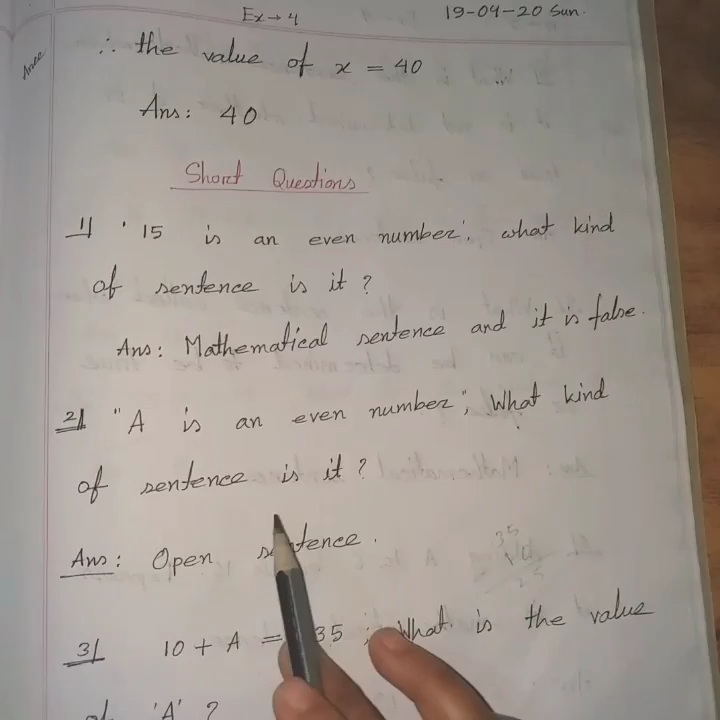 Ex→4 19-04-20 Sun.
∴ the value of x = 40
Ans: 40
Short Questions
1| '15 is an even number'. what kind
of sentence is it?
Ans: Mathematical sentence and it is false.
2| "A is an even number", What kind
of sentence is it?
Ans: Open sentence.
3| 10 + A = 35; What is the value
of 'A' ?